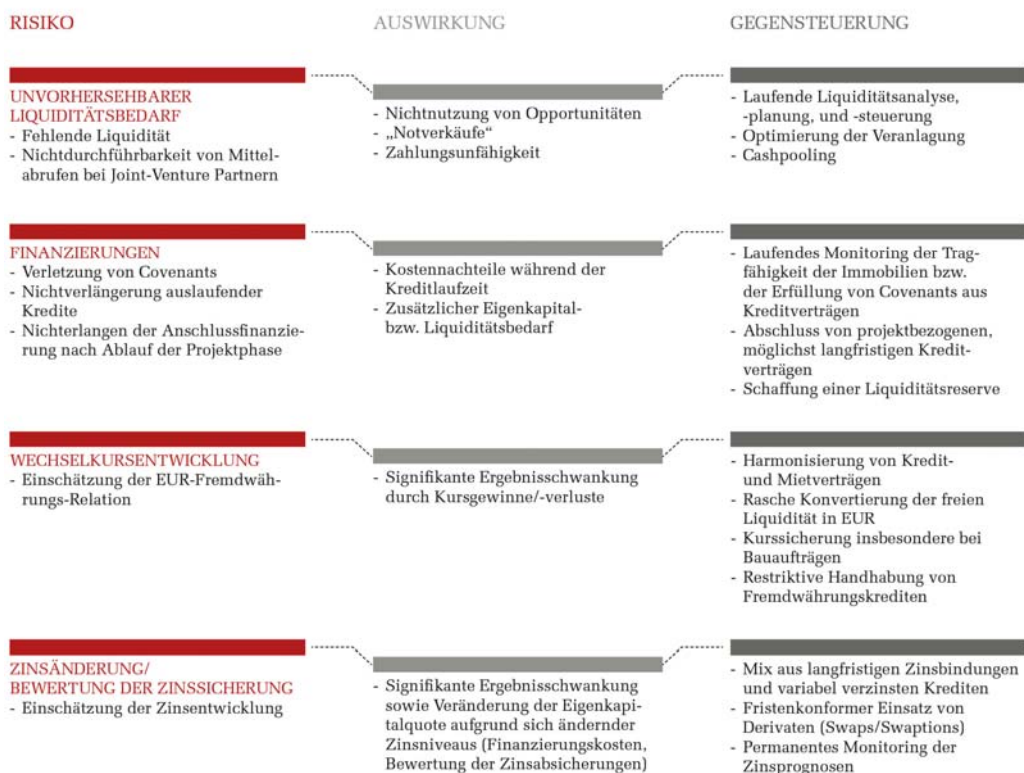 RISIKO
AUSWIRKUNG
GEGENSTEUERUNG
UNVORHERSEHBARER
LIQUIDITÄTSBEDARF
- Fehlende Liquidität
- Nichtdurchführbarkeit von Mittel-
abrufen bei Joint-Venture Partnern
- Nichtnutzung von Opportunitäten
- „Notverkäufe“
- Zahlungsunfähigkeit
- Laufende Liquiditätsanalyse,
-planung, und -steuerung
- Optimierung der Veranlagung
- Cashpooling
FINANZIERUNGEN
- Verletzung von Covenants
- Nichtverlängerung auslaufender
Kredite
- Nichterlangen der Anschlussfinanzie-
rung nach Ablauf der Projektphase
- Kostennachteile während der
Kreditlaufzeit
- Zusätzlicher Eigenkapital-
bzw. Liquiditätsbedarf
- Laufendes Monitoring der Trag-
fähigkeit der Immobilien bzw.
der Erfüllung von Covenants aus
Kreditverträgen
- Abschluss von projektbezogenen,
möglichst langfristigen Kredit-
verträgen
- Schaffung einer Liquiditätsreserve
WECHSELKURSENTWICKLUNG
- Einschätzung der EUR-Fremdwäh-
rungs-Relation
- Signifikante Ergebnisschwankung
durch Kursgewinne/-verluste
- Harmonisierung von Kredit-
und Mietverträgen
- Rasche Konvertierung der freien
Liquidität in EUR
- Kurssicherung insbesondere bei
Bauaufträgen
- Restriktive Handhabung von
Fremdwährungskrediten
ZINSÄNDERUNG/
BEWERTUNG DER ZINSSICHERUNG
- Einschätzung der Zinsentwicklung
- Signifikante Ergebnisschwankung
sowie Veränderung der Eigenkapi-
talquote aufgrund sich ändernder
Zinsniveaus (Finanzierungskosten,
Bewertung der Zinsabsicherungen)
- Mix aus langfristigen Zinsbindungen
und variabel verzinsten Krediten
- Fristenkonformer Einsatz von
Derivaten (Swaps/Swaptions)
- Permanentes Monitoring der
Zinsprognosen